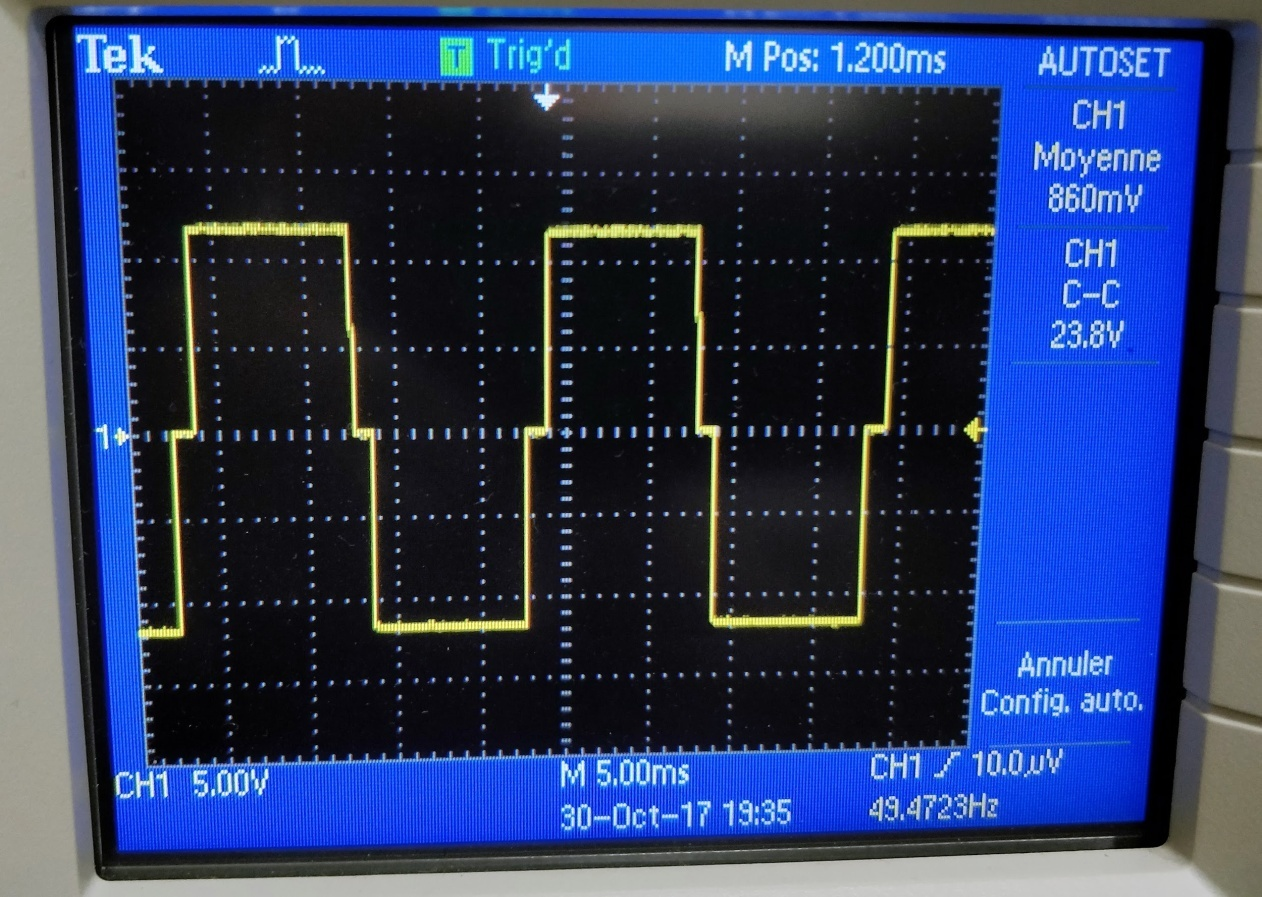 Tek T Trig'd M Pos: 1.200ms AUTOSET
CH1
Moyenne
860mV
CH1
C-C
23.8V
1
Annuler
Config. auto.
CH1 5.00V M 5.00ms CH1 10.0µV
30-Oct-17 19:35 49.4723Hz